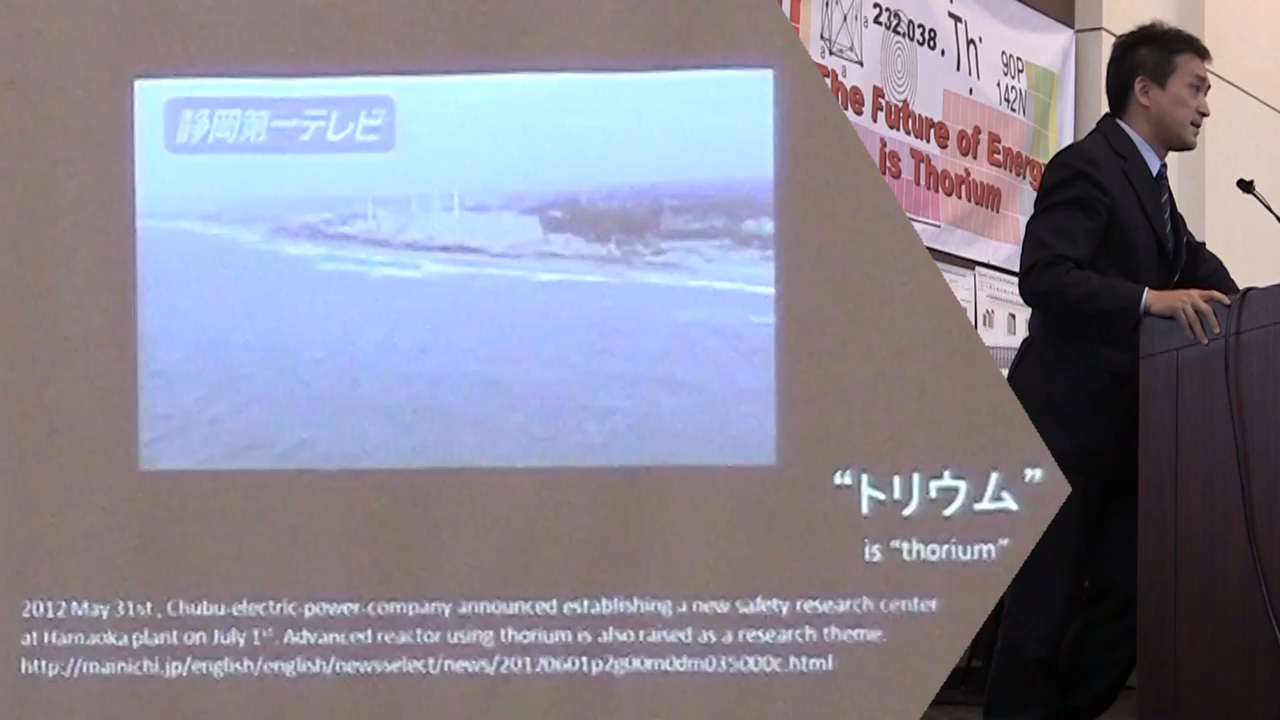 静岡第一テレビ
232.038
Th
90P
142N
a
a
a
The Future of Energy
is Thorium
“トリウム”
is “thorium”
2012 May 31st, Chubu-electric-power-company announced establishing a new safety research center
at Hamaoka plant on July 1st. Advanced reactor using thorium is also raised as a research theme.
http://mainichi.jp/english/english/newsselect/news/20120601p2g00m0dm035000c.html